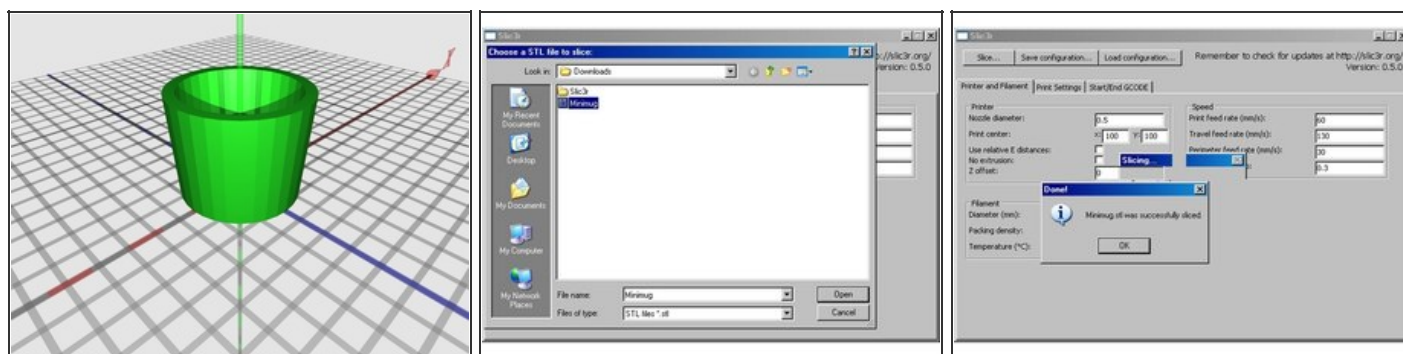 Slic3r
Choose a STL file to slice:
Look in:
Downloads
Slic3r
Minimug
My Recent
Documents
Desktop
My Documents
My Computer
My Network
Places
File name:
Minimug
Open
Files of type:
STL files *.stl
Cancel
p://slic3r.org/
Version: 0.5.0
Slic3r
Slice...
Save configuration...
Load configuration...
Remember to check for updates at http://slic3r.org/
Version: 0.5.0
Printer and Filament
Print Settings
Start/End GCODE
Printer
Nozzle diameter:
0.5
Print center:
x: 100 y: 100
Use relative E distances:
No extrusion:
Z offset:
0
Speed
Print feed rate (mm/s):
60
Travel feed rate (mm/s):
130
Perimeter feed rate (mm/s):
30
0.3
Slicing...
Filament
Diameter (mm):
Packing density:
Temperature (°C):
Done!
Minimug.stl was successfully sliced.
OK